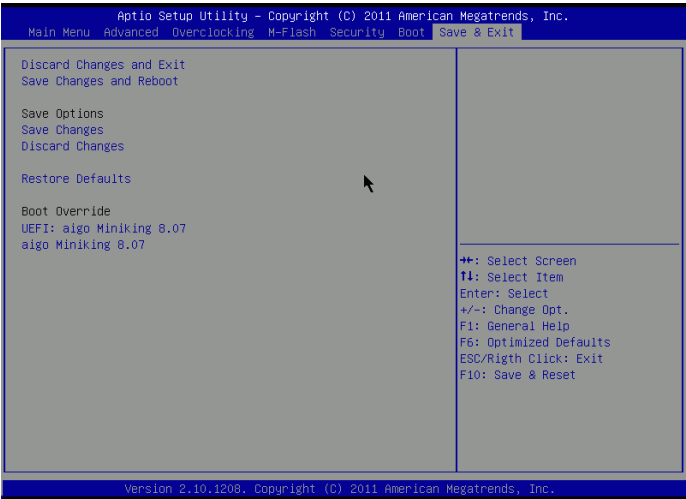 Aptio Setup Utility – Copyright (C) 2011 American Megatrends, Inc.
Main Menu Advanced Overclocking M-Flash Security Boot Save & Exit
Discard Changes and Exit
Save Changes and Reboot
Save Options
Save Changes
Discard Changes
Restore Defaults
Boot Override
UEFI: aigo Miniking 8.07
aigo Miniking 8.07
→←: Select Screen
↑↓: Select Item
Enter: Select
+/-: Change Opt.
F1: General Help
F6: Optimized Defaults
ESC/Rigth Click: Exit
F10: Save & Reset
Version 2.10.1208. Copyright (C) 2011 American Megatrends, Inc.